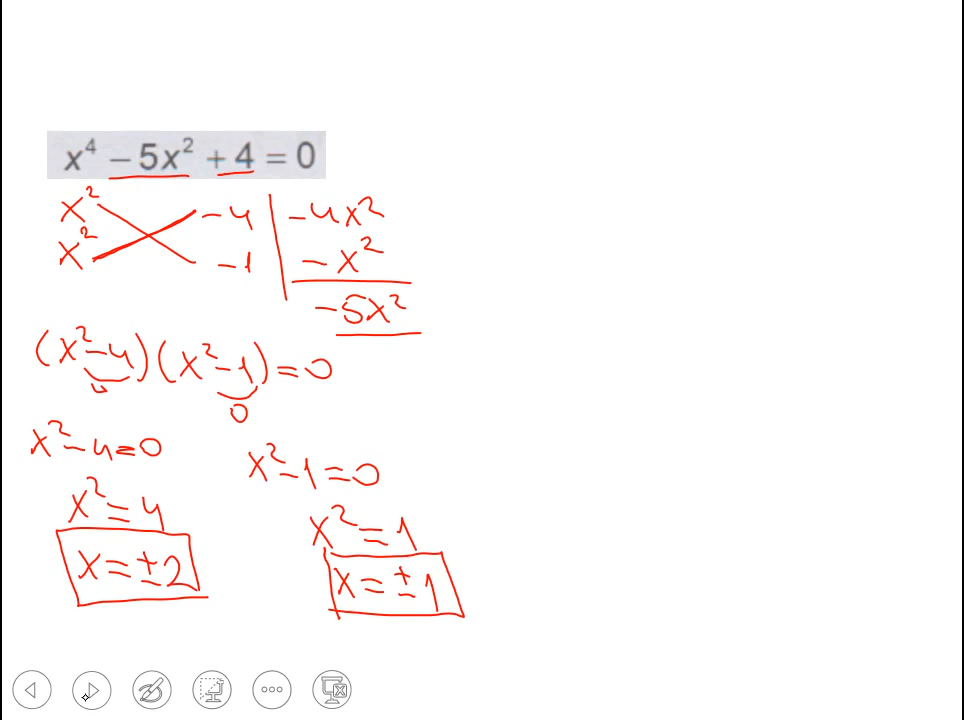 x⁴ − 5x² + 4 = 0
x² −4 | −4x²
x² −1 | −x²
−5x²
(x²−4)(x²−1)=0
0
x²−4=0
x²−1=0
x²=4
x²=1
x=±2
x=±1